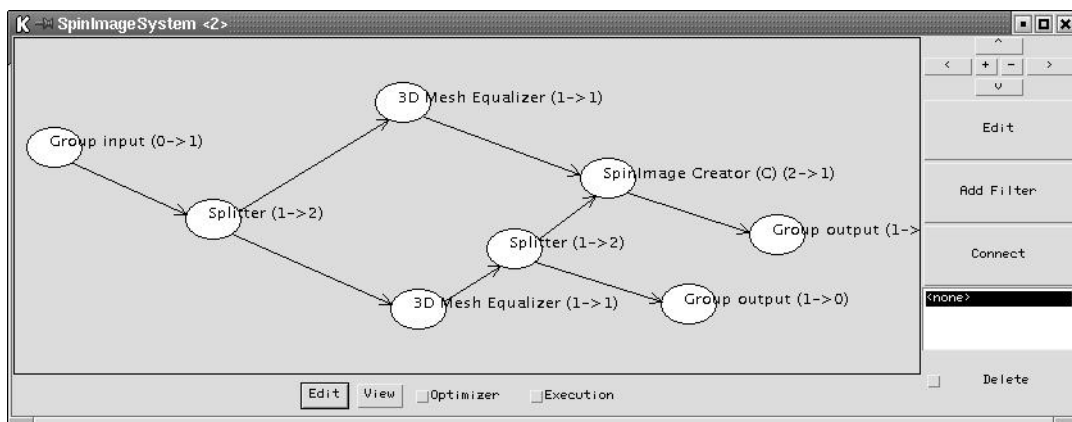 SpinImageSystem <2>
3D Mesh Equalizer (1->1)
Group input (0->1)
SpinImage Creator (C) (2->1)
Splitter (1->2)
Group output (1->
Splitter (1->2)
3D Mesh Equalizer (1->1)
Group output (1->0)
Edit View Optimizer Execution
^
< + - >
v
Edit
Add Filter
Connect
<none>
Delete